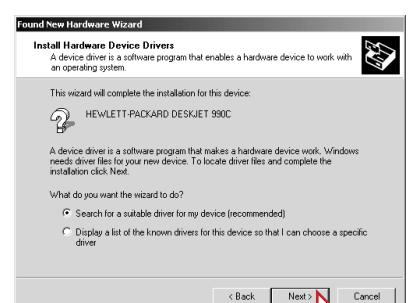 Found New Hardware Wizard
Install Hardware Device Drivers
A device driver is a software program that enables a hardware device to work with
an operating system.
This wizard will complete the installation for this device:
HEWLETT-PACKARD DESKJET 990C
A device driver is a software program that makes a hardware device work. Windows
needs driver files for your new device. To locate driver files and complete the
installation click Next.
What do you want the wizard to do?
Search for a suitable driver for my device (recommended)
Display a list of the known drivers for this device so that I can choose a specific
driver
< Back Next > Cancel